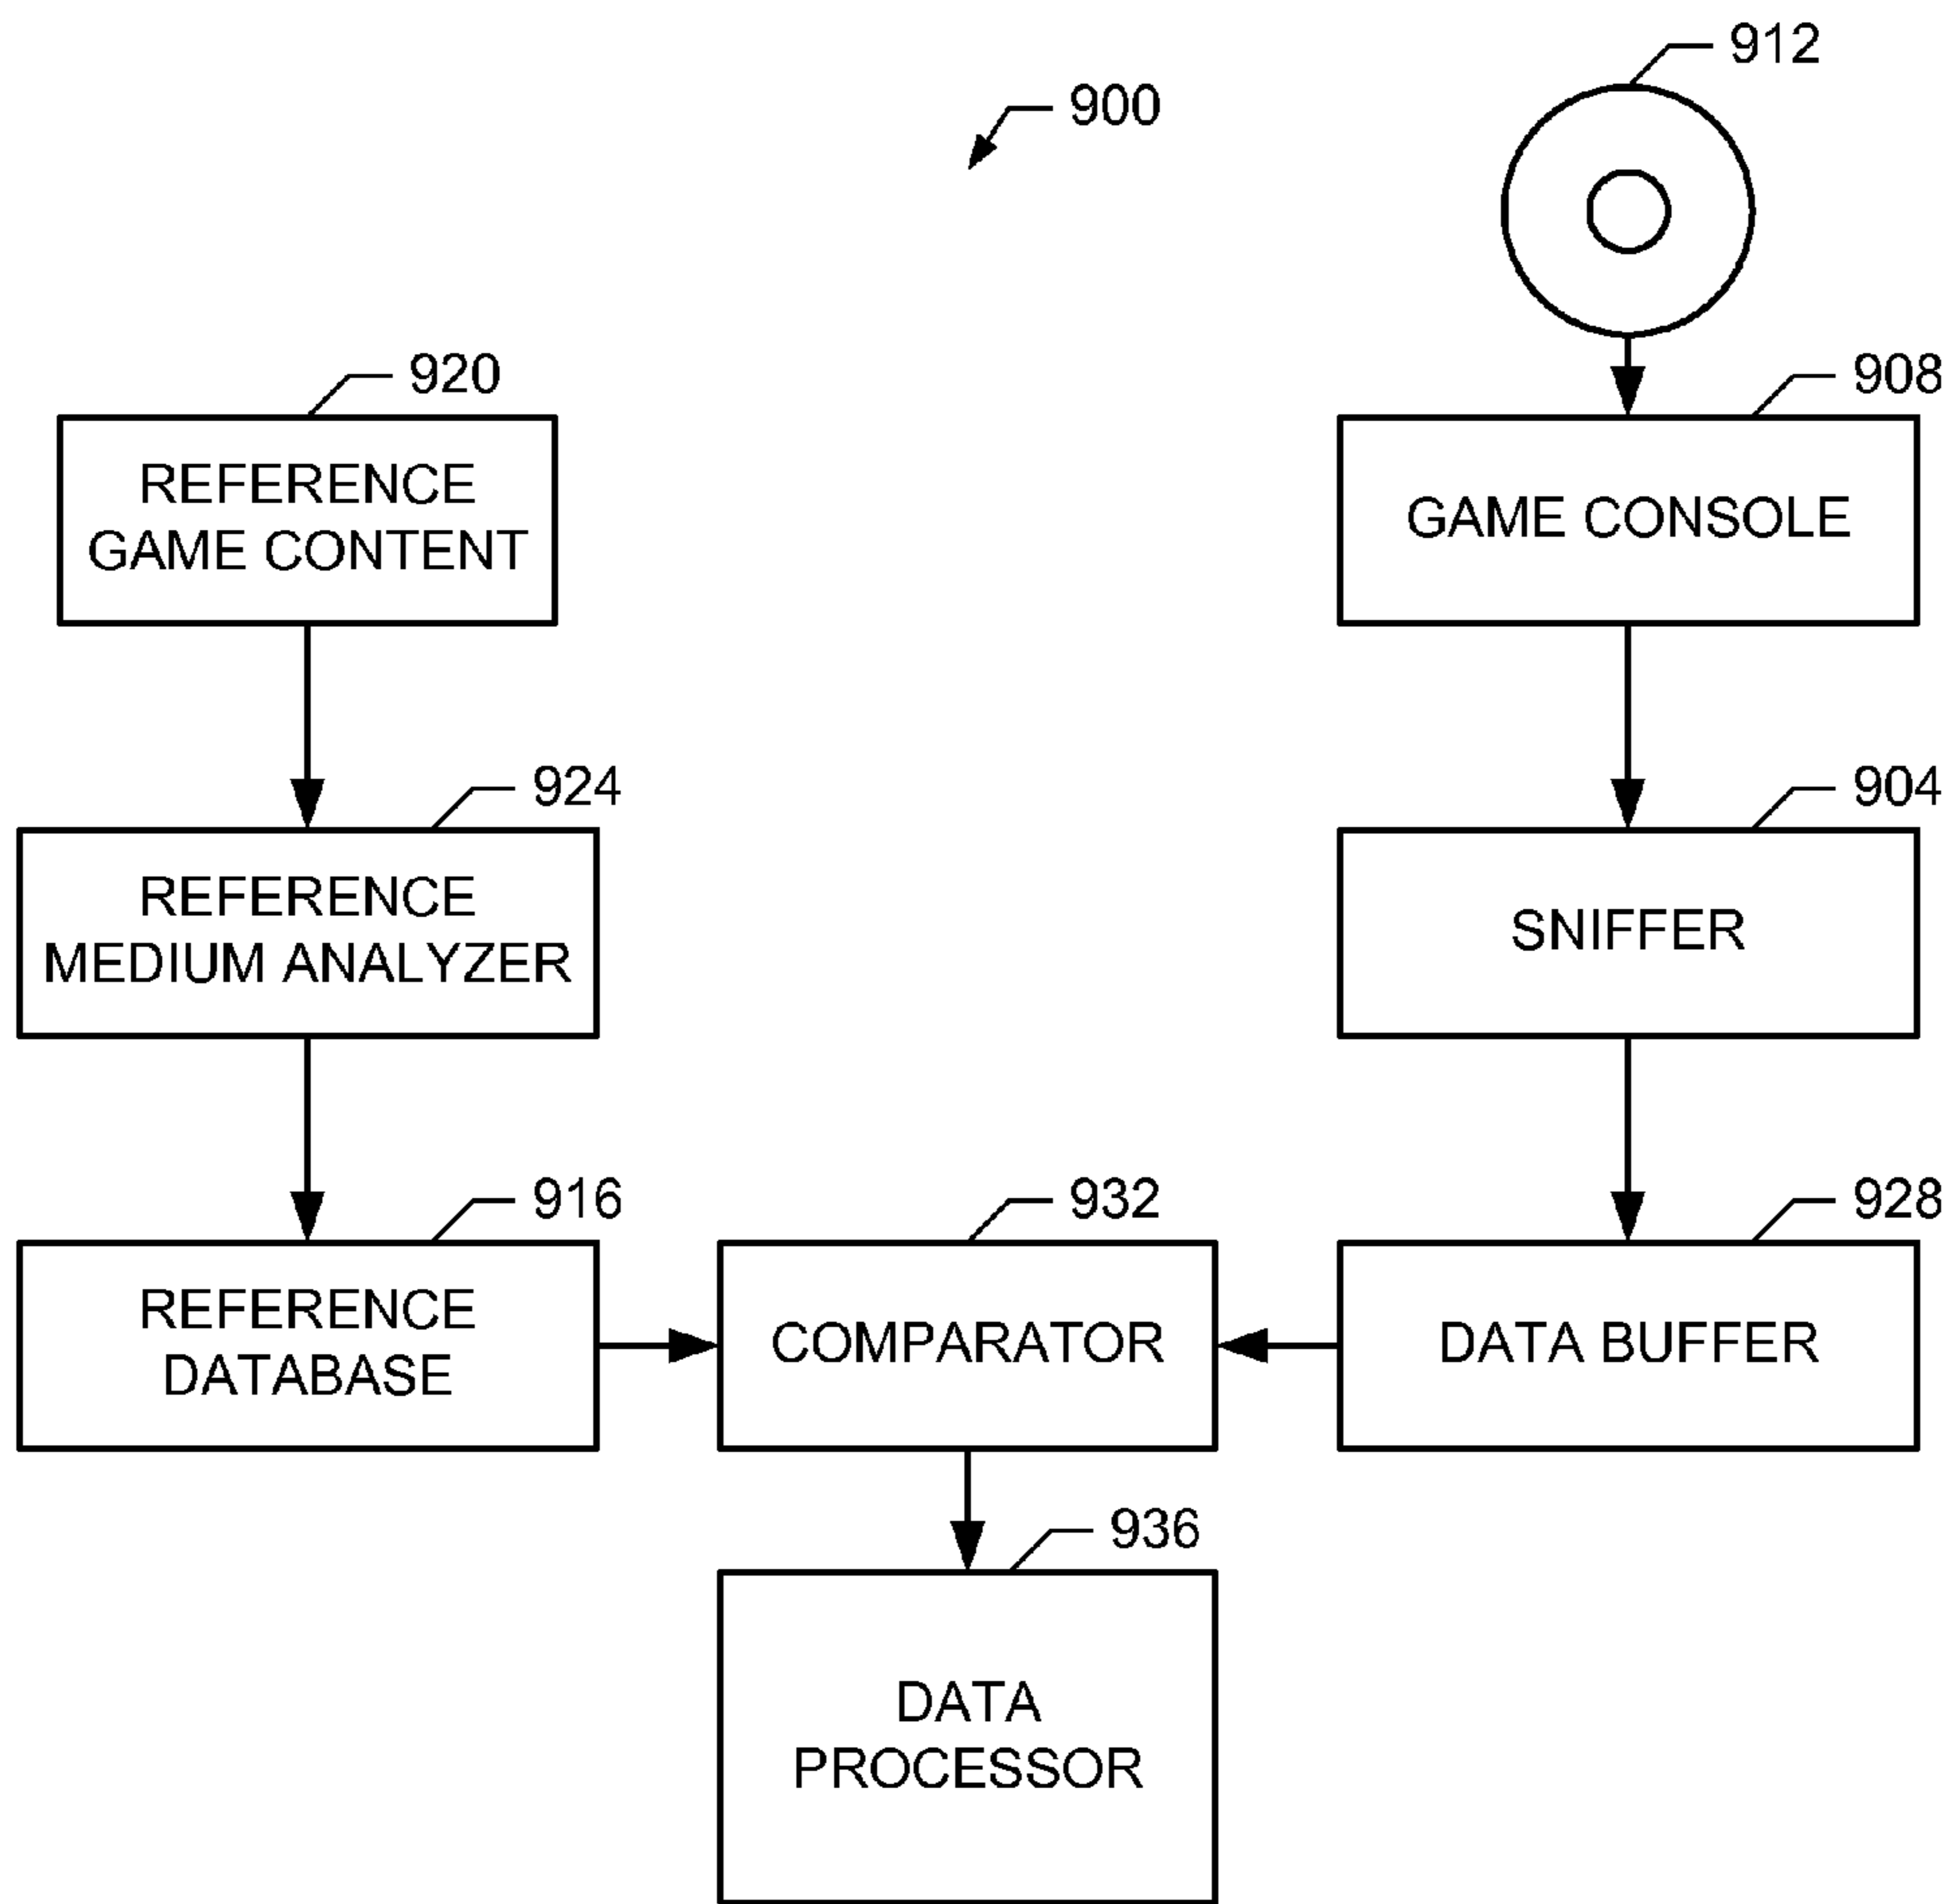 912
900
920
908
REFERENCE
GAME CONTENT
GAME CONSOLE
924
904
REFERENCE
MEDIUM ANALYZER
SNIFFER
916
932
928
REFERENCE
DATABASE
COMPARATOR
DATA BUFFER
936
DATA
PROCESSOR